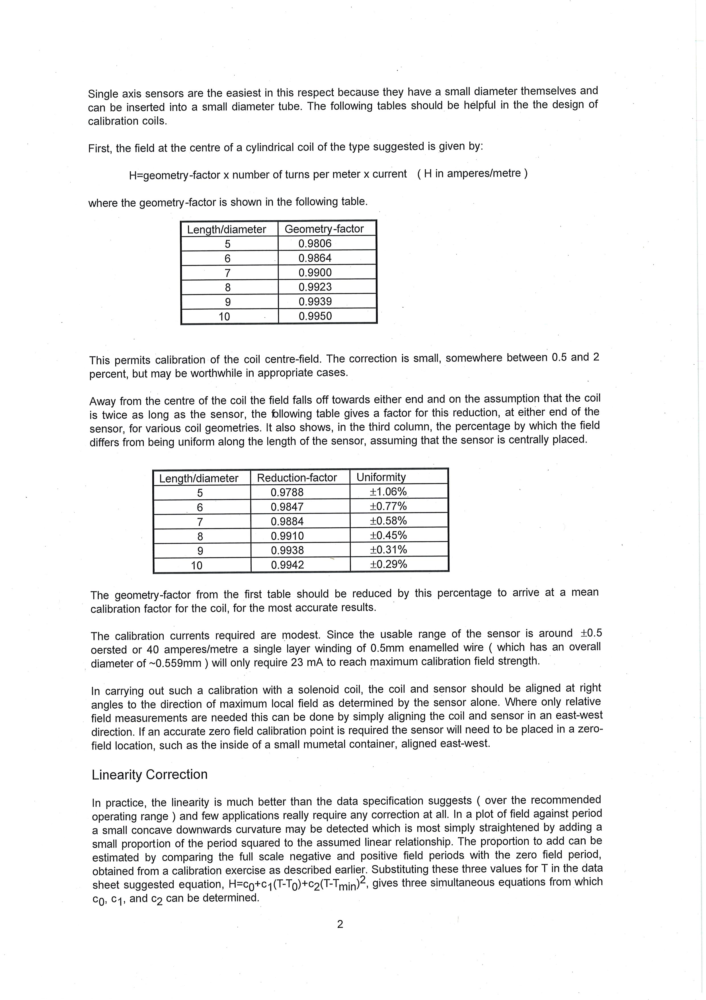 Single axis sensors are the easiest in this respect because they have a small diameter themselves and
can be inserted into a small diameter tube. The following tables should be helpful in the the design of
calibration coils.
First, the field at the centre of a cylindrical coil of the type suggested is given by:
H=geometry-factor x number of turns per meter x current ( H in amperes/metre )
where the geometry-factor is shown in the following table.
Length/diameter Geometry-factor
5 0.9806
6 0.9864
7 0.9900
8 0.9923
9 0.9939
10 0.9950
This permits calibration of the coil centre-field. The correction is small, somewhere between 0.5 and 2
percent, but may be worthwhile in appropriate cases.
Away from the centre of the coil the field falls off towards either end and on the assumption that the coil
is twice as long as the sensor, the following table gives a factor for this reduction, at either end of the
sensor, for various coil geometries. It also shows, in the third column, the percentage by which the field
differs from being uniform along the length of the sensor, assuming that the sensor is centrally placed.
Length/diameter Reduction-factor Uniformity
5 0.9788 ±1.06%
6 0.9847 ±0.77%
7 0.9884 ±0.58%
8 0.9910 ±0.45%
9 0.9938 ±0.31%
10 0.9942 ±0.29%
The geometry-factor from the first table should be reduced by this percentage to arrive at a mean
calibration factor for the coil, for the most accurate results.
The calibration currents required are modest. Since the usable range of the sensor is around ±0.5
oersted or 40 amperes/metre a single layer winding of 0.5mm enamelled wire ( which has an overall
diameter of ~0.559mm ) will only require 23 mA to reach maximum calibration field strength.
In carrying out such a calibration with a solenoid coil, the coil and sensor should be aligned at right
angles to the direction of maximum local field as determined by the sensor alone. Where only relative
field measurements are needed this can be done by simply aligning the coil and sensor in an east-west
direction. If an accurate zero field calibration point is required the sensor will need to be placed in a zero-
field location, such as the inside of a small mumetal container, aligned east-west.
Linearity Correction
In practice, the linearity is much better than the data specification suggests ( over the recommended
operating range ) and few applications really require any correction at all. In a plot of field against period
a small concave downwards curvature may be detected which is most simply straightened by adding a
small proportion of the period squared to the assumed linear relationship. The proportion to add can be
estimated by comparing the full scale negative and positive field periods with the zero field period,
obtained from a calibration exercise as described earlier. Substituting these three values for T in the data
sheet suggested equation, H=c0+c1(T-T0)+c2(T-Tmin)2, gives three simultaneous equations from which
c0, c1, and c2 can be determined.
2